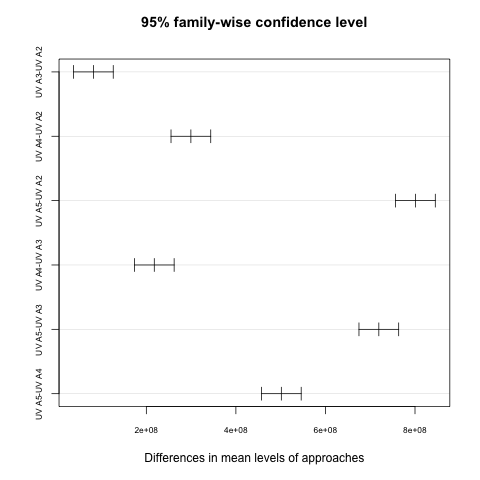 95% family-wise confidence level
UV A3-UV A2
UV A4-UV A2
UV A5-UV A2
UV A4-UV A3
UV A5-UV A3
UV A5-UV A4
2e+08 4e+08 6e+08 8e+08
Differences in mean levels of approaches